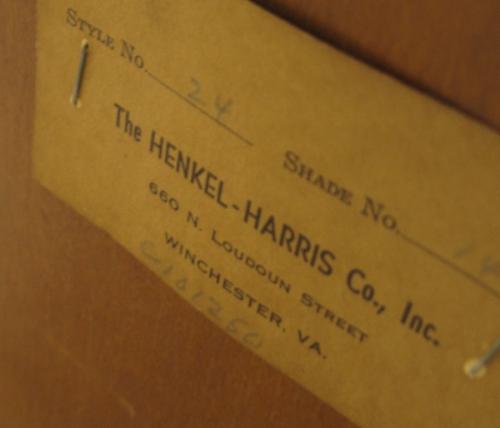 STYLE No. 24
SHADE No.
The HENKEL-HARRIS Co., Inc.
660 N. LOUDOUN STREET
WINCHESTER, VA.